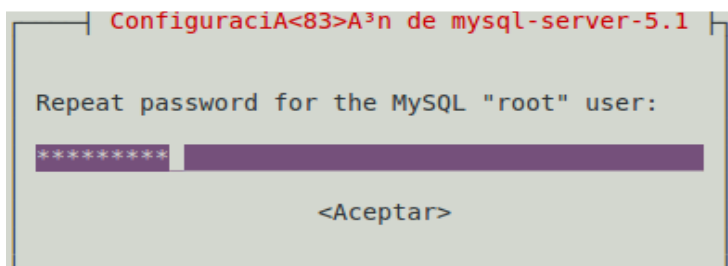 ConfiguraciA<83>A³n de mysql-server-5.1
Repeat password for the MySQL "root" user:
*********
<Aceptar>